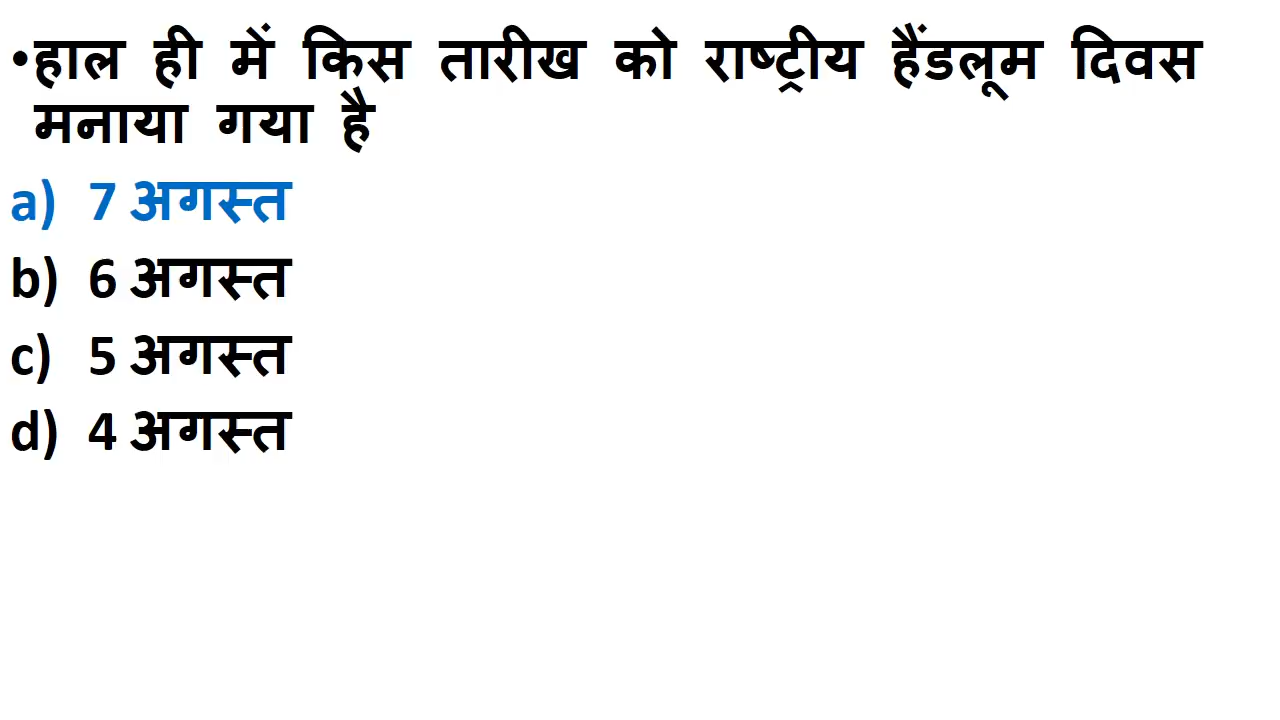 •हाल ही में किस तारीख को राष्ट्रीय हैंडलूम दिवस
मनाया गया है
a) 7 अगस्त
b) 6 अगस्त
c) 5 अगस्त
d) 4 अगस्त